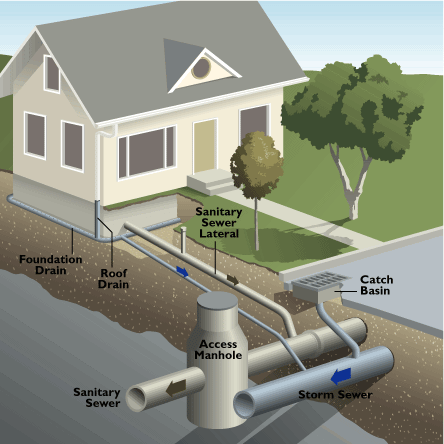 Sanitary
Sewer
Lateral
Foundation
Drain
Roof
Drain
Catch
Basin
Access
Manhole
Sanitary
Sewer
Storm Sewer